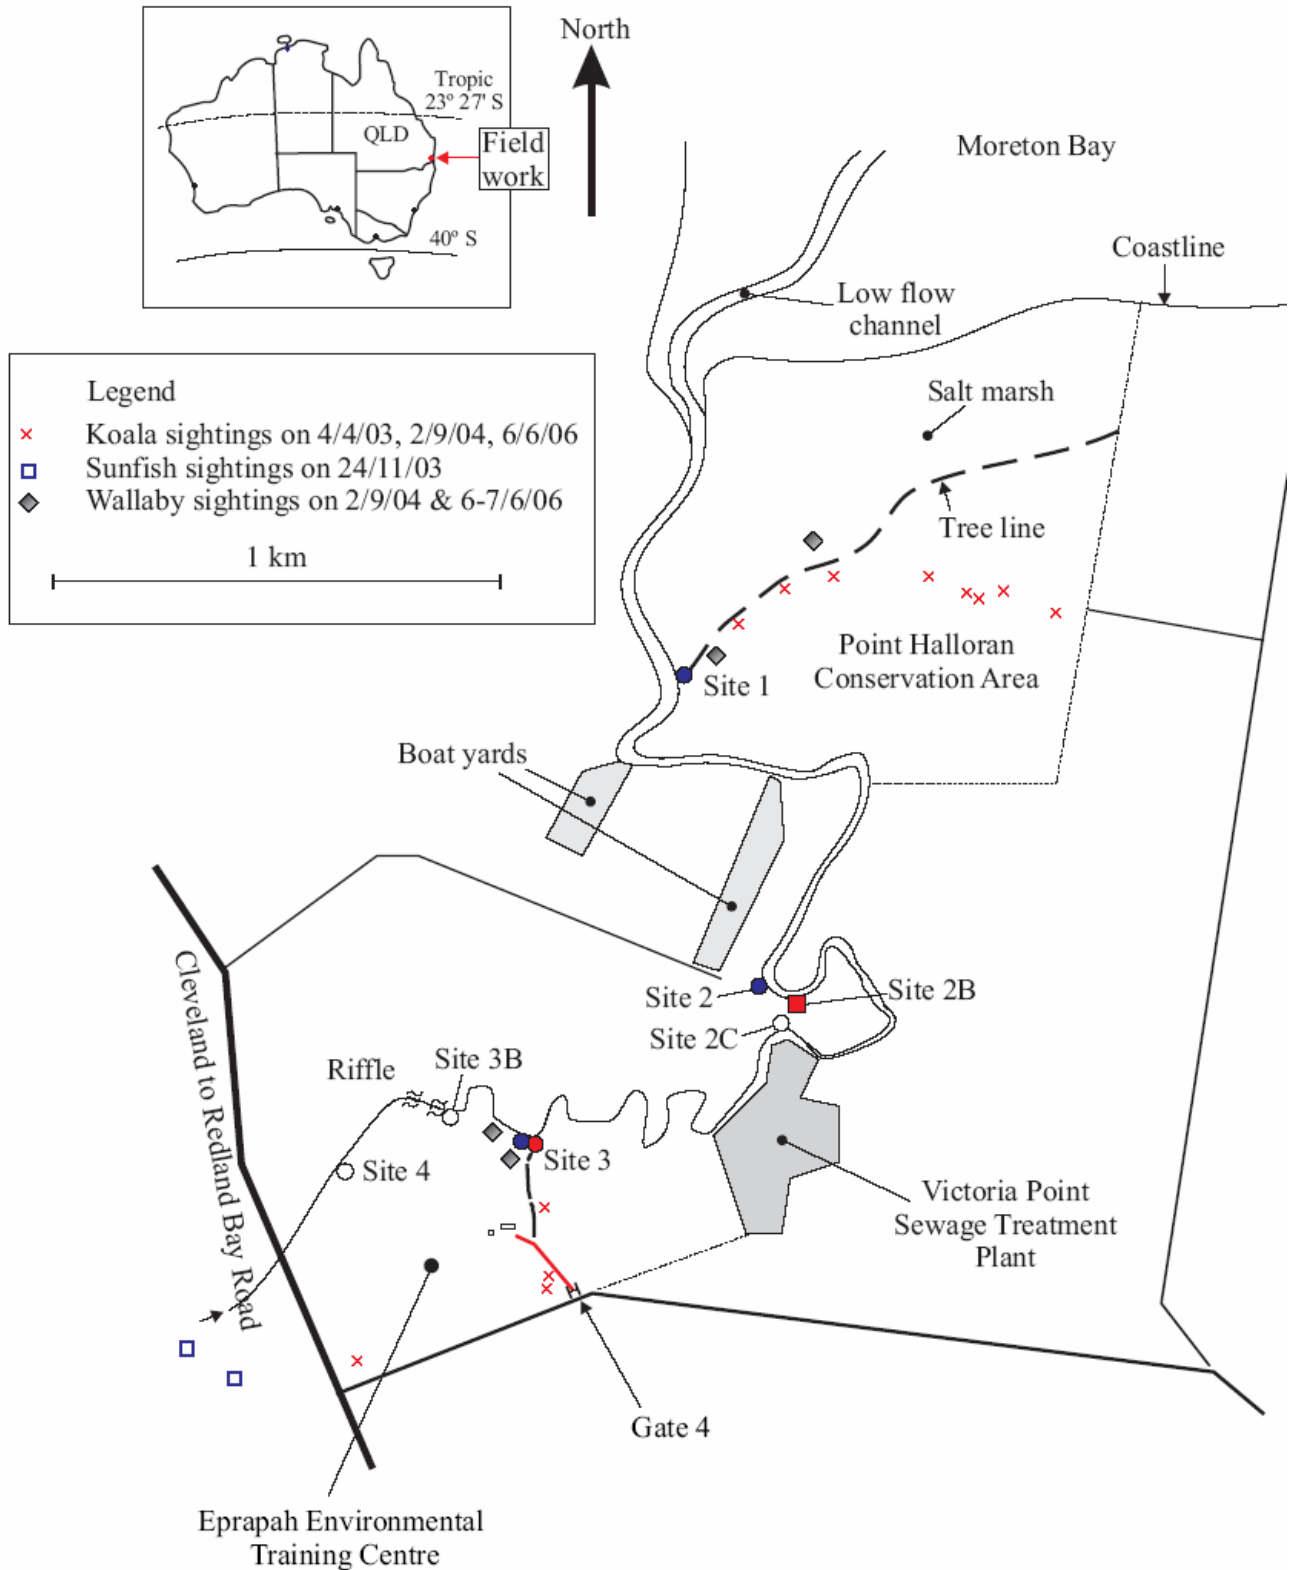 North
Tropic
23° 27' S
QLD
Field
work
40° S
Moreton Bay
Coastline
Low flow
channel
Legend
Koala sightings on 4/4/03, 2/9/04, 6/6/06
Sunfish sightings on 24/11/03
Wallaby sightings on 2/9/04 & 6-7/6/06
1 km
Salt marsh
Tree line
Point Halloran
Conservation Area
Site 1
Boat yards
Cleveland to Redland Bay Road
Site 2
Site 2B
Site 2C
Riffle
Site 3B
Site 3
Site 4
Victoria Point
Sewage Treatment
Plant
Gate 4
Eprapah Environmental
Training Centre